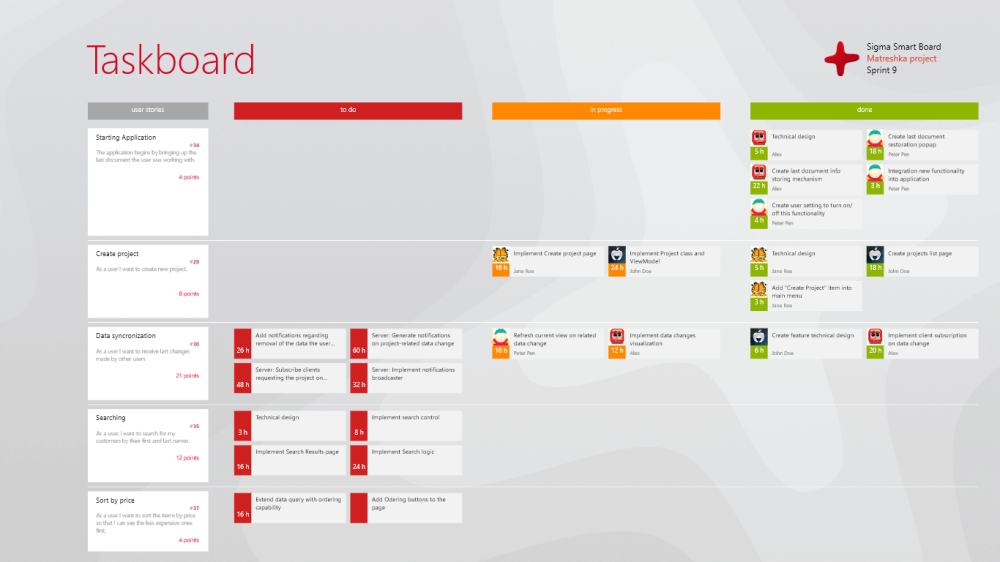 Taskboard
Sigma Smart Board
Matreshka project
Sprint 9
user stories
to do
in progress
done
Starting Application
#34
The application begins by bringing up the
last document the user was working with.
4 points
5 h
Technical design
Alex
18 h
Create last document
restoration popup
Peter Pen
22 h
Create last document info
storing mechanism
Alex
3 h
Integration new functionality
into application
Peter Pen
4 h
Create user setting to turn on/
off this functionality
Peter Pen
Create project
#29
As a user I want to create new project.
8 points
16 h
Implement Create project page
Jane Roe
24 h
Implement Project class and
ViewModel
John Doe
5 h
Technical design
Jane Roe
18 h
Create projects list page
John Doe
3 h
Add "Create Project" item into
main menu
Jane Roe
Data syncronization
#30
As a user I want to receive last changes
made by other users
21 points
26 h
Add notifications regarding
removal of the data the user...
60 h
Server: Generate notifications
on project-related data change
48 h
Server: Subscribe clients
requesting the project on...
32 h
Server: Implement notifications
broadcaster
16 h
Refresh current view on related
data change
Peter Pen
12 h
Implement data changes
visualization
Alex
6 h
Create feature technical design
John Doe
20 h
Implement client subscription
on data change
Alex
Searching
#35
As a user I want to search for my
customers by their first and last names.
12 points
3 h
Technical design
8 h
Implement search control
16 h
Implement Search Results page
24 h
Implement Search logic
Sort by price
#37
As a user I want to sort the items by price
so that I can see the less expensive ones
first.
4 points
16 h
Extend data query with ordering
capability
Add Odering buttons to the
page